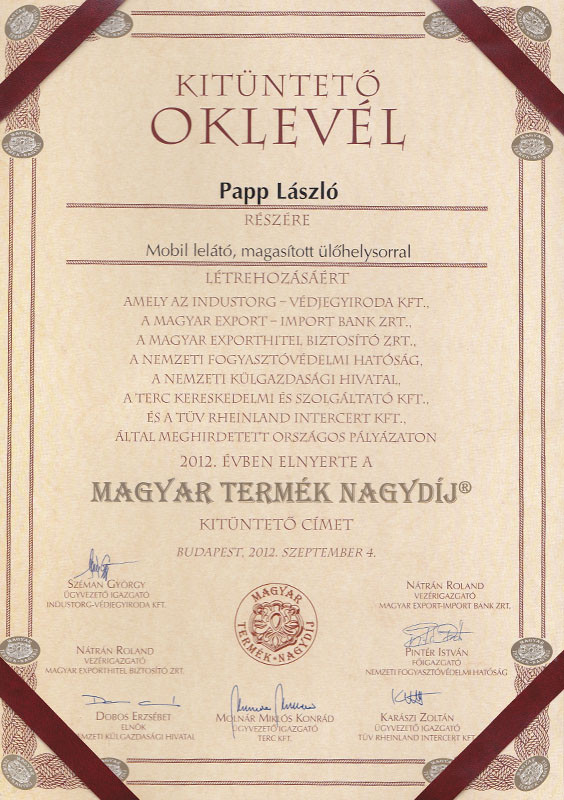 KITÜNTETŐ
OKLEVÉL
Papp László
RÉSZÉRE
Mobil lelátó, magasított ülőhelysorral
LÉTREHOZÁSÁÉRT
AMELY AZ INDUSTORG – VÉDJEGYIRODA KFT.,
A MAGYAR EXPORT – IMPORT BANK ZRT.,
A MAGYAR EXPORTHITEL BIZTOSÍTÓ ZRT.,
A NEMZETI FOGYASZTÓVÉDELMI HATÓSÁG,
A NEMZETI KÜLGAZDASÁGI HIVATAL,
A TERC KERESKEDELMI ÉS SZOLGÁLTATÓ KFT.,
ÉS A TÜV RHEINLAND INTERCERT KFT.,
ÁLTAL MEGHIRDETETT ORSZÁGOS PÁLYÁZATON
2012. ÉVBEN ELNYERTE A
MAGYAR TERMÉK NAGYDÍJ®
KITÜNTETŐ CÍMET
BUDAPEST, 2012. SZEPTEMBER 4.
SZÉMAN GYÖRGY
ÜGYVEZETŐ IGAZGATÓ
INDUSTORG-VÉDJEGYIRODA KFT.
NÁTRÁN ROLAND
VEZÉRIGAZGATÓ
MAGYAR EXPORT-IMPORT BANK ZRT.
MAGYAR
TERMÉK • NAGYDÍJ
NÁTRÁN ROLAND
VEZÉRIGAZGATÓ
MAGYAR EXPORTHITEL BIZTOSÍTÓ ZRT.
PINTÉR ISTVÁN
FŐIGAZGATÓ
NEMZETI FOGYASZTÓVÉDELMI HATÓSÁG
DOBOS ERZSÉBET
ELNÖK
NEMZETI KÜLGAZDASÁGI HIVATAL
MOLNÁR MIKLÓS KONRÁD
ÜGYVEZETŐ IGAZGATÓ
TERC KFT.
KARÁSZI ZOLTÁN
ÜGYVEZETŐ IGAZGATÓ
TÜV RHEINLAND INTERCERT KFT.